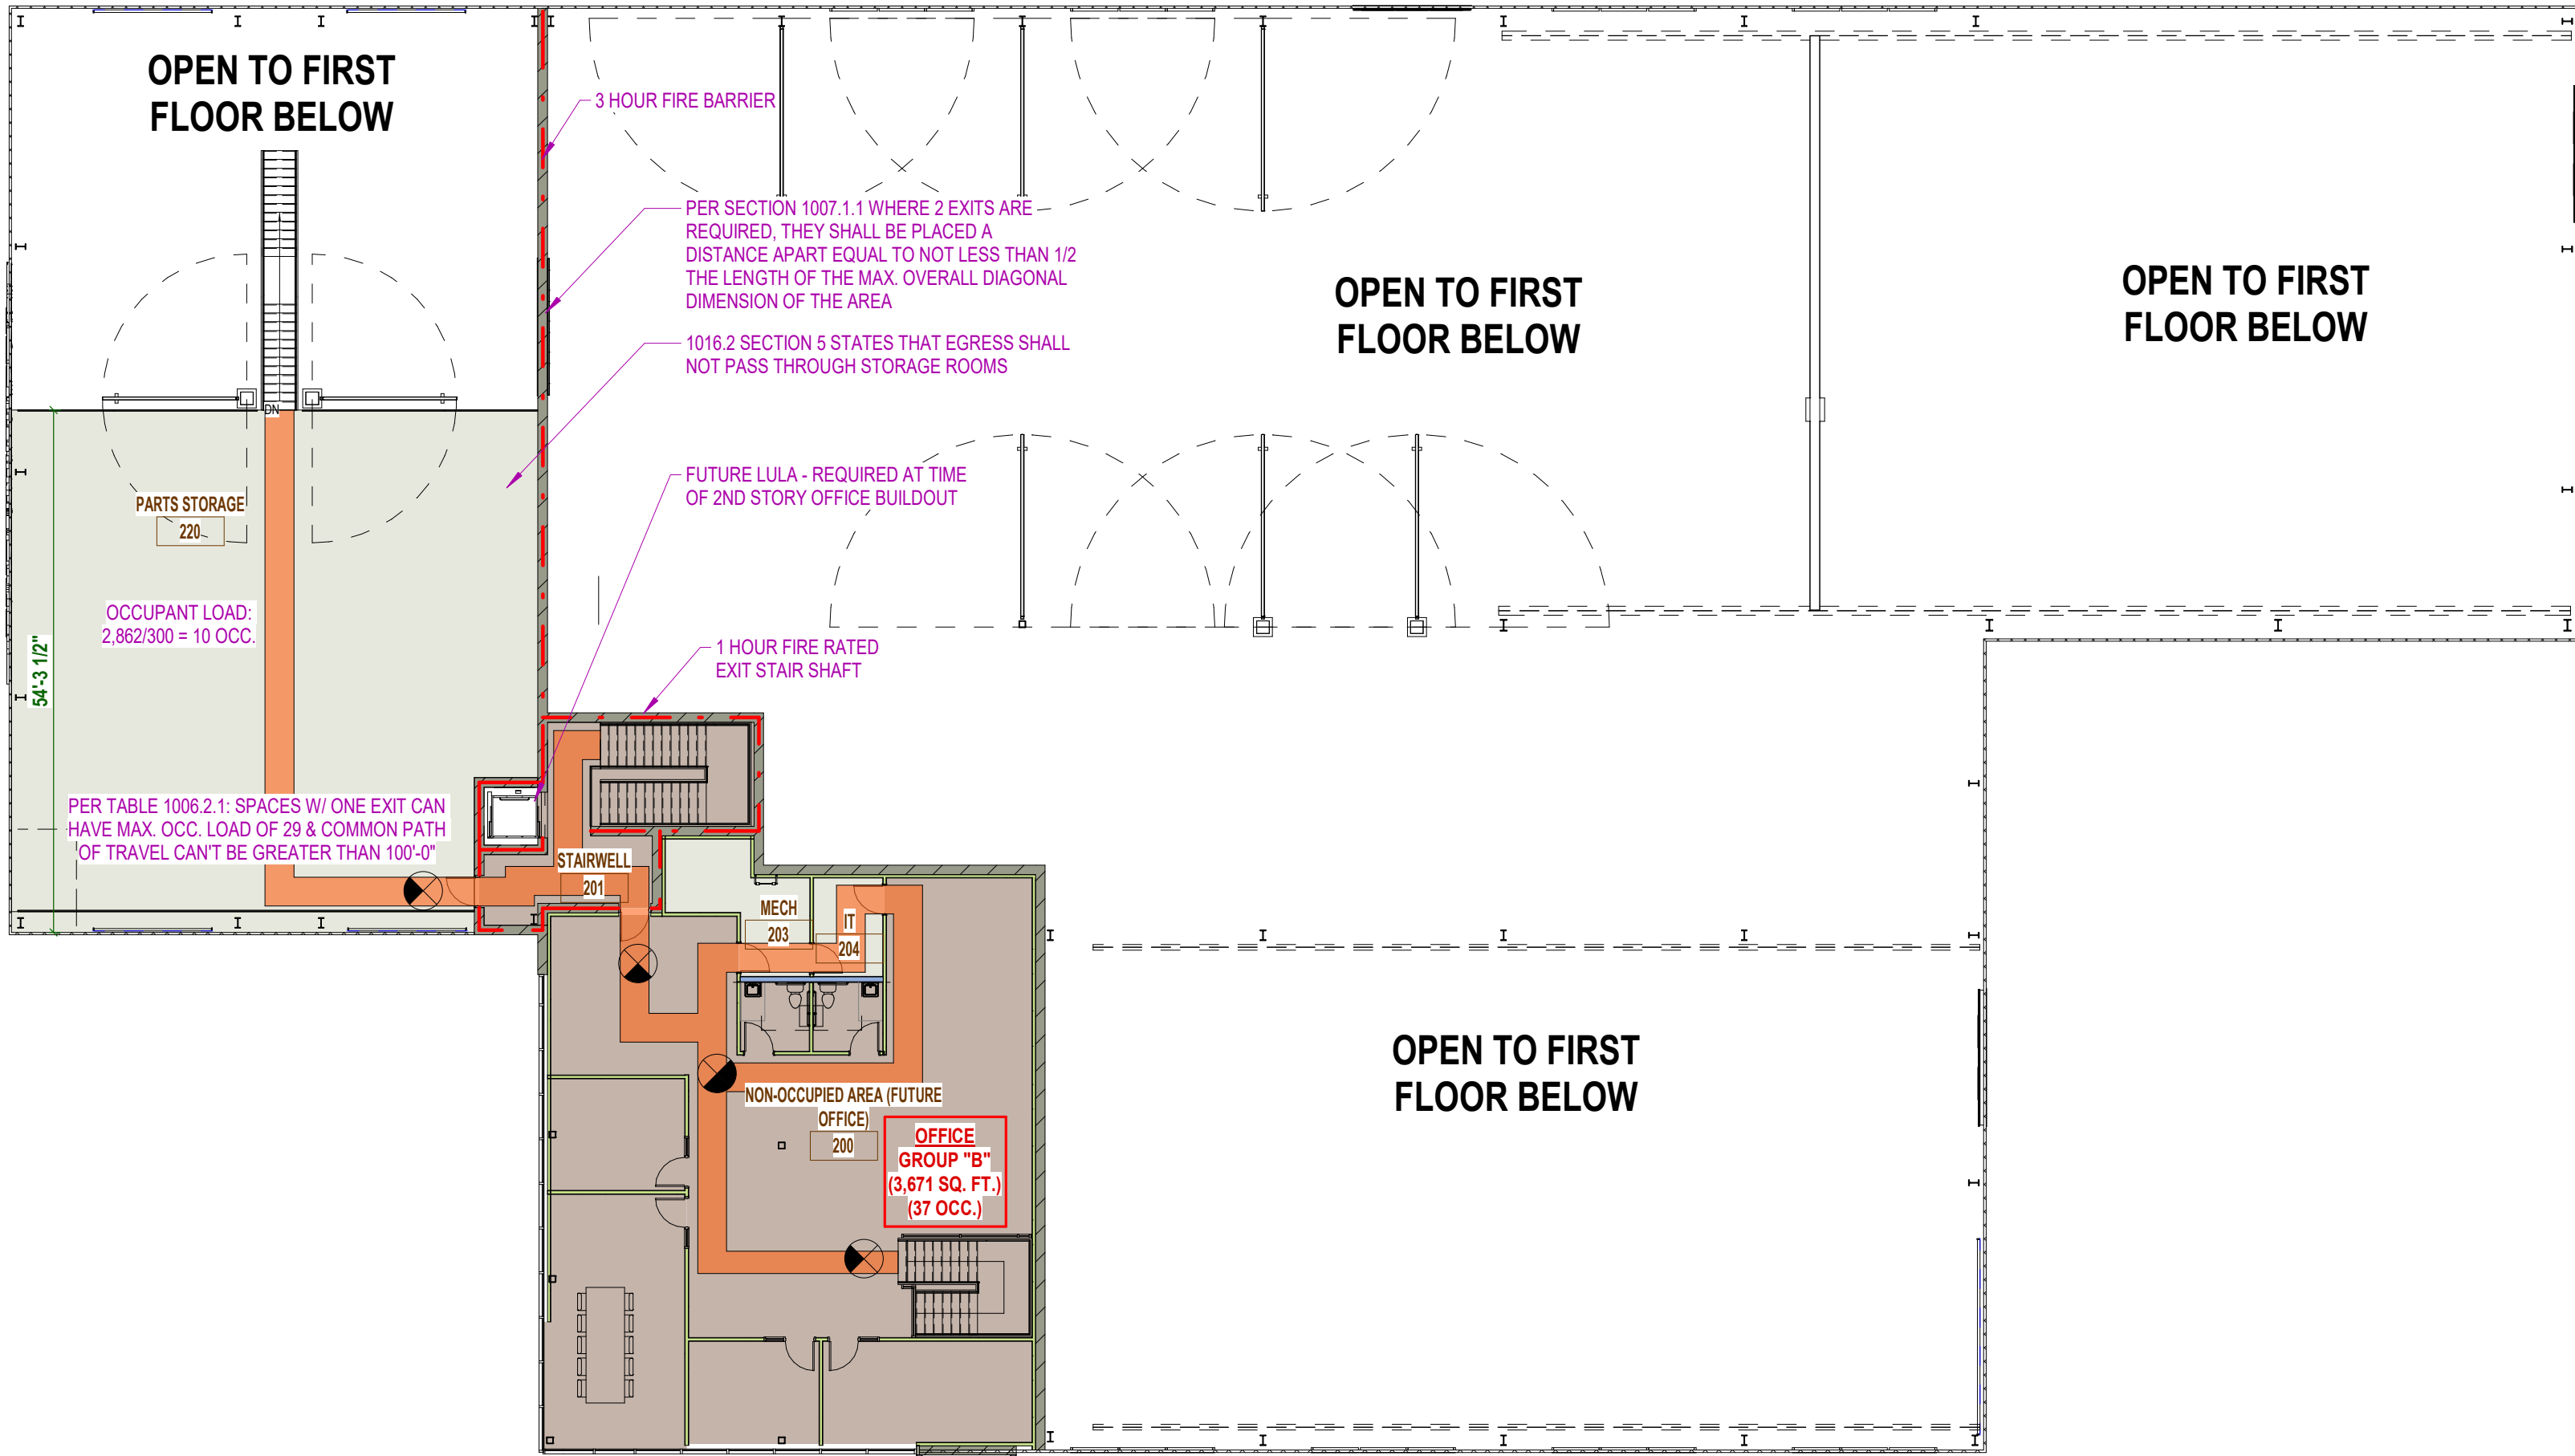 OPEN TO FIRST
FLOOR BELOW
3 HOUR FIRE BARRIER
PER SECTION 1007.1.1 WHERE 2 EXITS ARE
REQUIRED, THEY SHALL BE PLACED A
DISTANCE APART EQUAL TO NOT LESS THAN 1/2
THE LENGTH OF THE MAX. OVERALL DIAGONAL
DIMENSION OF THE AREA
1016.2 SECTION 5 STATES THAT EGRESS SHALL
NOT PASS THROUGH STORAGE ROOMS
OPEN TO FIRST
FLOOR BELOW
OPEN TO FIRST
FLOOR BELOW
DN
FUTURE LULA - REQUIRED AT TIME
OF 2ND STORY OFFICE BUILDOUT
PARTS STORAGE
220
OCCUPANT LOAD:
2,862/300 = 10 OCC.
54'-3 1/2"
1 HOUR FIRE RATED
EXIT STAIR SHAFT
PER TABLE 1006.2.1: SPACES W/ ONE EXIT CAN
HAVE MAX. OCC. LOAD OF 29 & COMMON PATH
OF TRAVEL CAN'T BE GREATER THAN 100'-0"
STAIRWELL
201
MECH
203
IT
204
NON-OCCUPIED AREA (FUTURE
OFFICE)
200
OFFICE
GROUP "B"
(3,671 SQ. FT.)
(37 OCC.)
OPEN TO FIRST
FLOOR BELOW